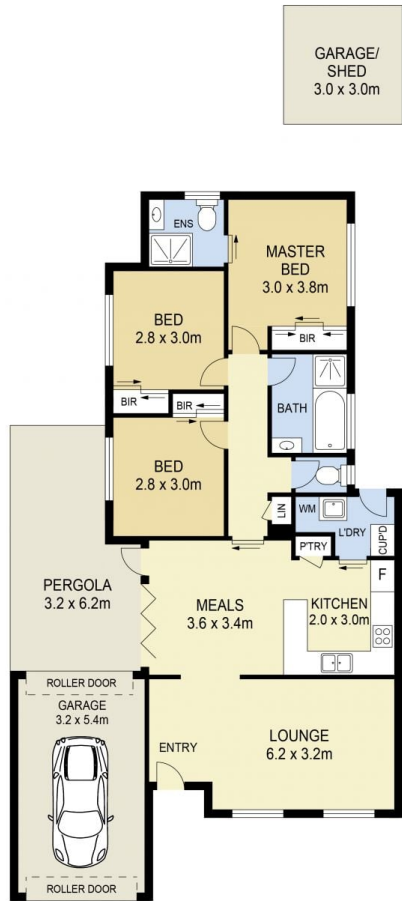 GARAGE/
SHED
3.0 x 3.0m
ENS
MASTER
BED
3.0 x 3.8m
BIR
BED
2.8 x 3.0m
BIR
BIR
BATH
BED
2.8 x 3.0m
LIN
WM
L'DRY
CUP'D
P'TRY
PERGOLA
3.2 x 6.2m
MEALS
3.6 x 3.4m
KITCHEN
2.0 x 3.0m
F
ROLLER DOOR
GARAGE
3.2 x 5.4m
ENTRY
LOUNGE
6.2 x 3.2m
ROLLER DOOR